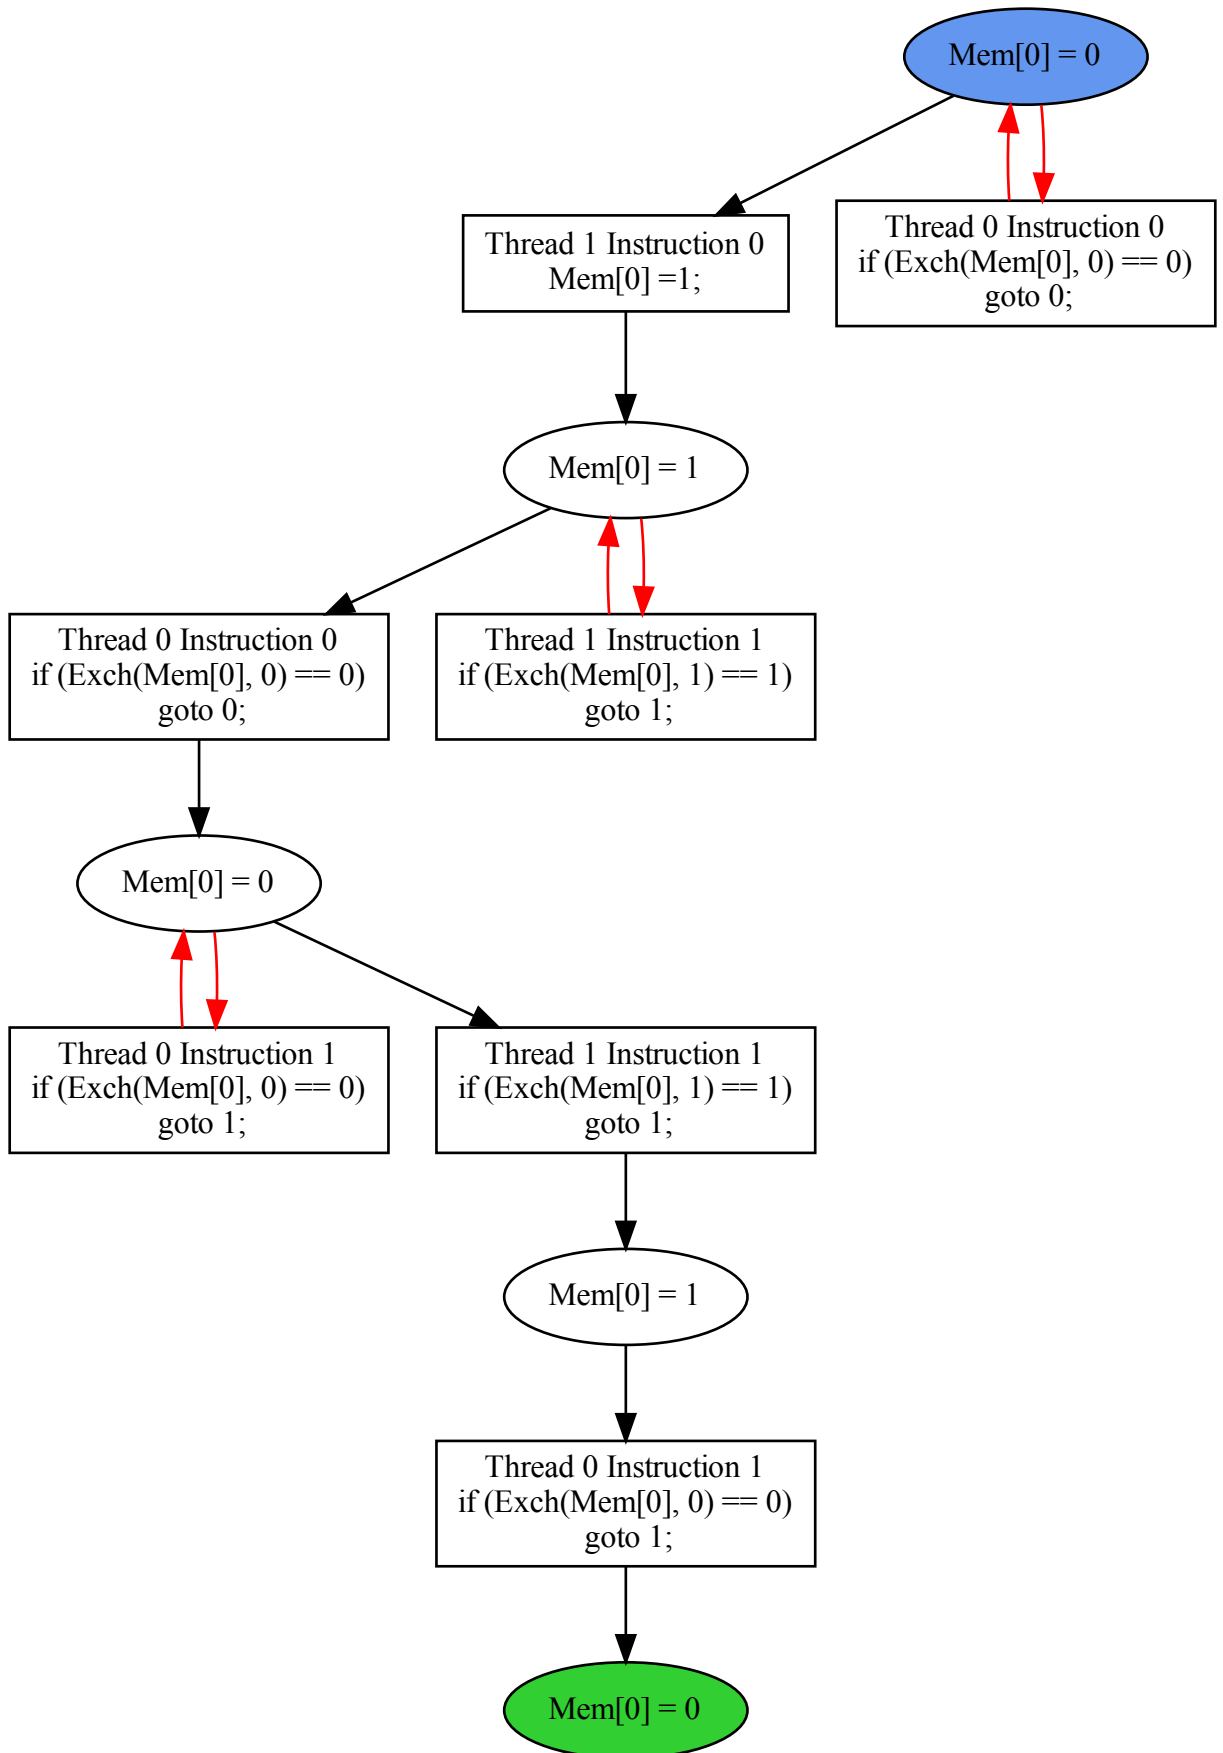 Mem[0] = 0
Thread 1 Instruction 0
Mem[0] =1;
Thread 0 Instruction 0
if (Exch(Mem[0], 0) == 0)
goto 0;
Mem[0] = 1
Thread 0 Instruction 0
if (Exch(Mem[0], 0) == 0)
goto 0;
Thread 1 Instruction 1
if (Exch(Mem[0], 1) == 1)
goto 1;
Mem[0] = 0
Thread 0 Instruction 1
if (Exch(Mem[0], 0) == 0)
goto 1;
Thread 1 Instruction 1
if (Exch(Mem[0], 1) == 1)
goto 1;
Mem[0] = 1
Thread 0 Instruction 1
if (Exch(Mem[0], 0) == 0)
goto 1;
Mem[0] = 0